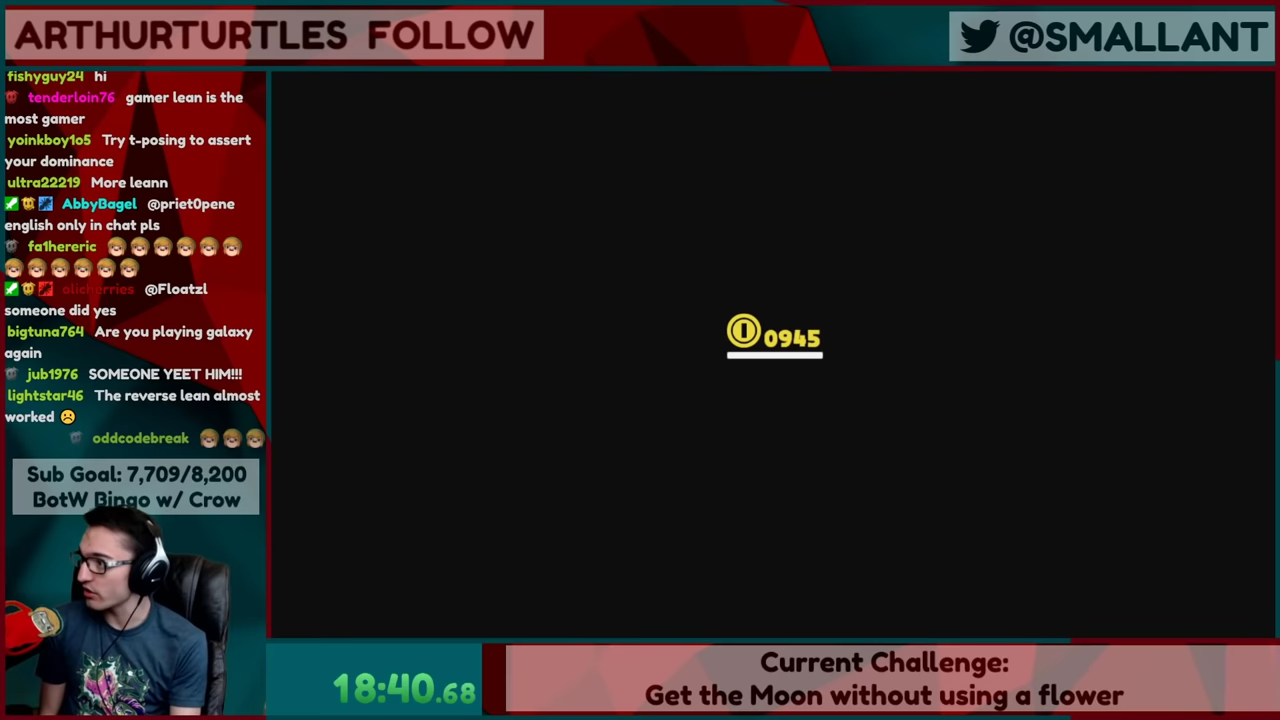 ARTHURTURTLES FOLLOW
@SMALLANT
fishyguy24 hi
tenderloin76 gamer lean is the
most gamer
yoinkboy1o5 Try t-posing to assert
your dominance
ultra22219 More leann
AbbyBagel @priet0pene
english only in chat pls
fa1hereric
olicherries @Floatzl
someone did yes
bigtuna764 Are you playing galaxy
again
jub1976 SOMEONE YEET HIM!!!
lightstar46 The reverse lean almost
worked
oddcodebreak
0945
Sub Goal: 7,709/8,200
BotW Bingo w/ Crow
18:40.68
Current Challenge:
Get the Moon without using a flower